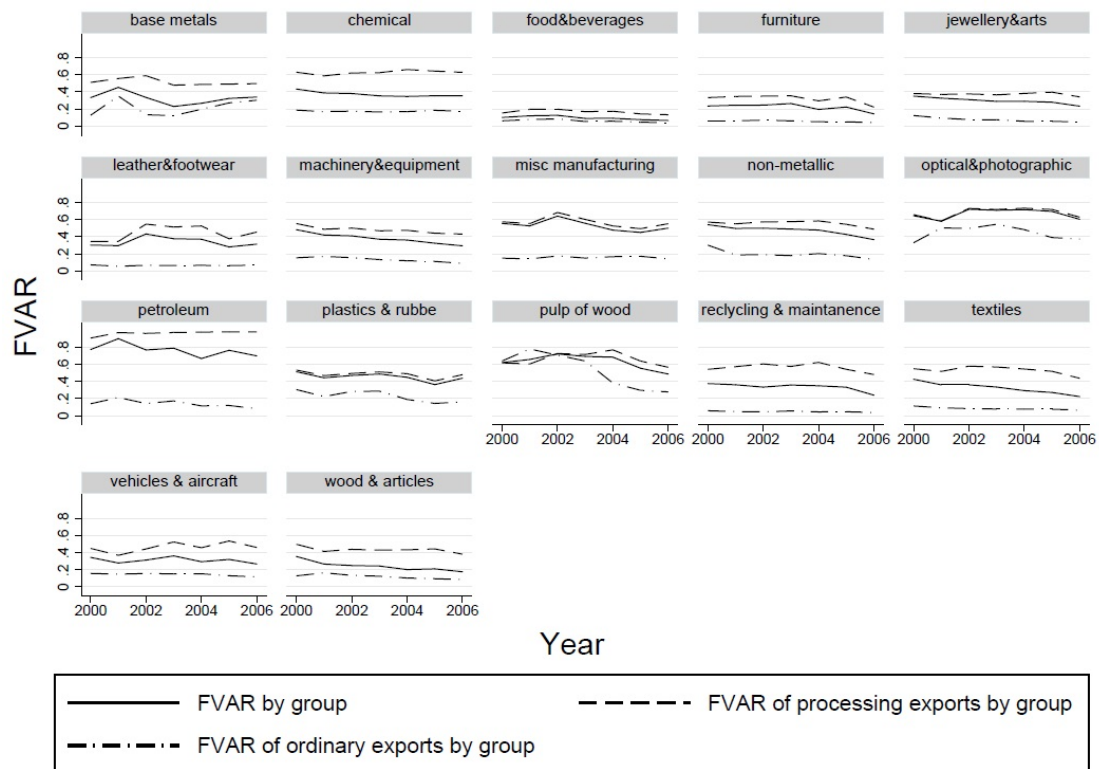 base metals chemical food&beverages furniture jewellery&arts
.8
.6
.4
.2
0
leather&footwear machinery&equipment misc manufacturing non-metallic optical&photographic
.8
.6
.4
.2
0
FVAR
petroleum plastics & rubbe pulp of wood reclycing & maintanence textiles
.8
.6
.4
.2
0
2000 2002 2004 2006 2000 2002 2004 2006 2000 2002 2004 2006
vehicles & aircraft wood & articles
.8
.6
.4
.2
0
2000 2002 2004 2006 2000 2002 2004 2006
Year
FVAR by group FVAR of processing exports by group
FVAR of ordinary exports by group